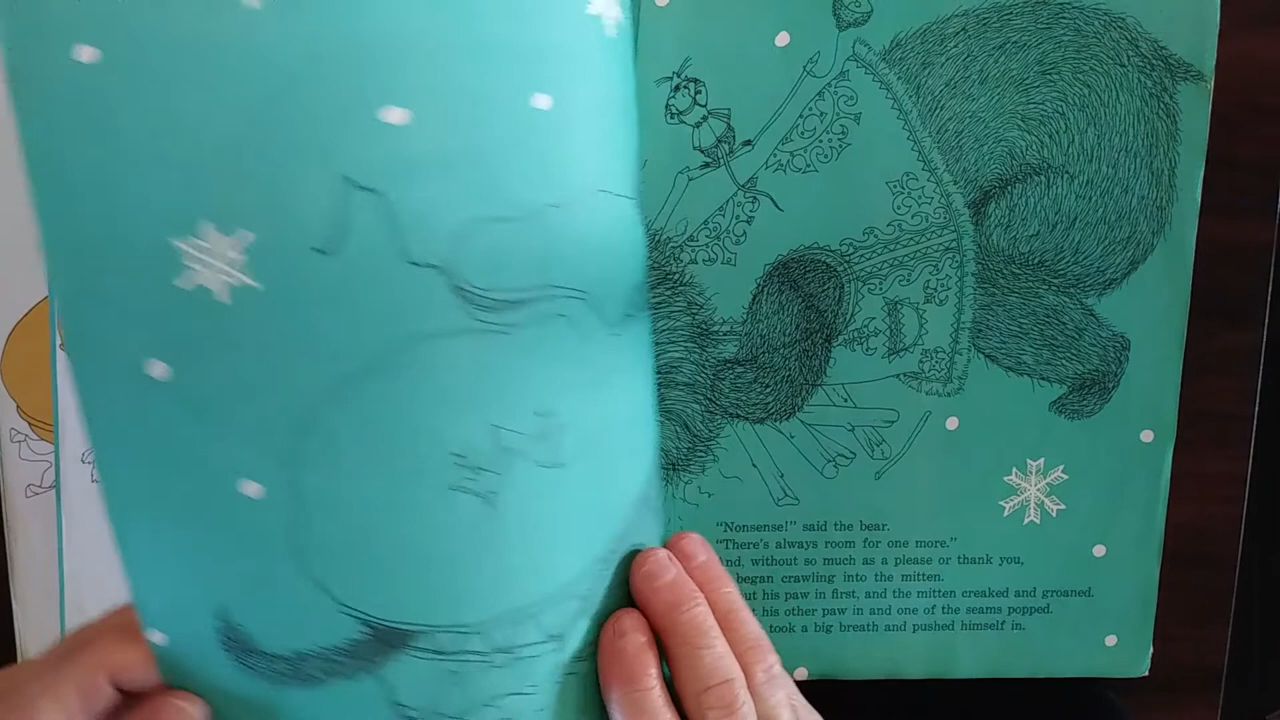 "Nonsense!" said the bear.
"There's always room for one more."
And, without so much as a please or thank you,
began crawling into the mitten.
his paw in first, and the mitten creaked and groaned.
his other paw in and one of the seams popped.
took a big breath and pushed himself in.